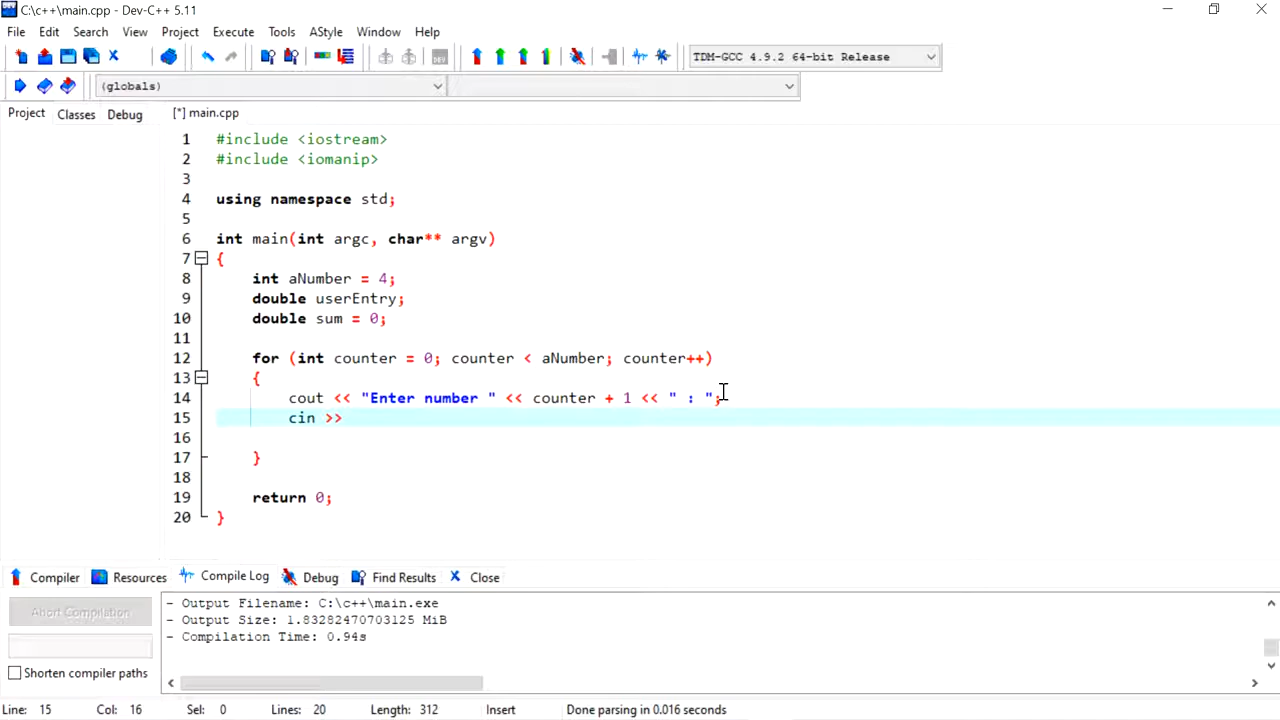 C:\c++\main.cpp - Dev-C++ 5.11
File Edit Search View Project Execute Tools AStyle Window Help
TDM-GCC 4.9.2 64-bit Release
(globals)
Project Classes Debug [*] main.cpp
1 #include <iostream>
2 #include <iomanip>
3
4 using namespace std;
5
6 int main(int argc, char** argv)
7 {
8 int aNumber = 4;
9 double userEntry;
10 double sum = 0;
11
12 for (int counter = 0; counter < aNumber; counter++)
13 {
14 cout << "Enter number " << counter + 1 << " : ";
15 cin >>
16
17 }
18
19 return 0;
20 }
Compiler Resources Compile Log Debug Find Results Close
Abort Compilation
- Output Filename: C:\c++\main.exe
- Output Size: 1.83282470703125 MiB
- Compilation Time: 0.94s
Shorten compiler paths
Line: 15 Col: 16 Sel: 0 Lines: 20 Length: 312 Insert Done parsing in 0.016 seconds